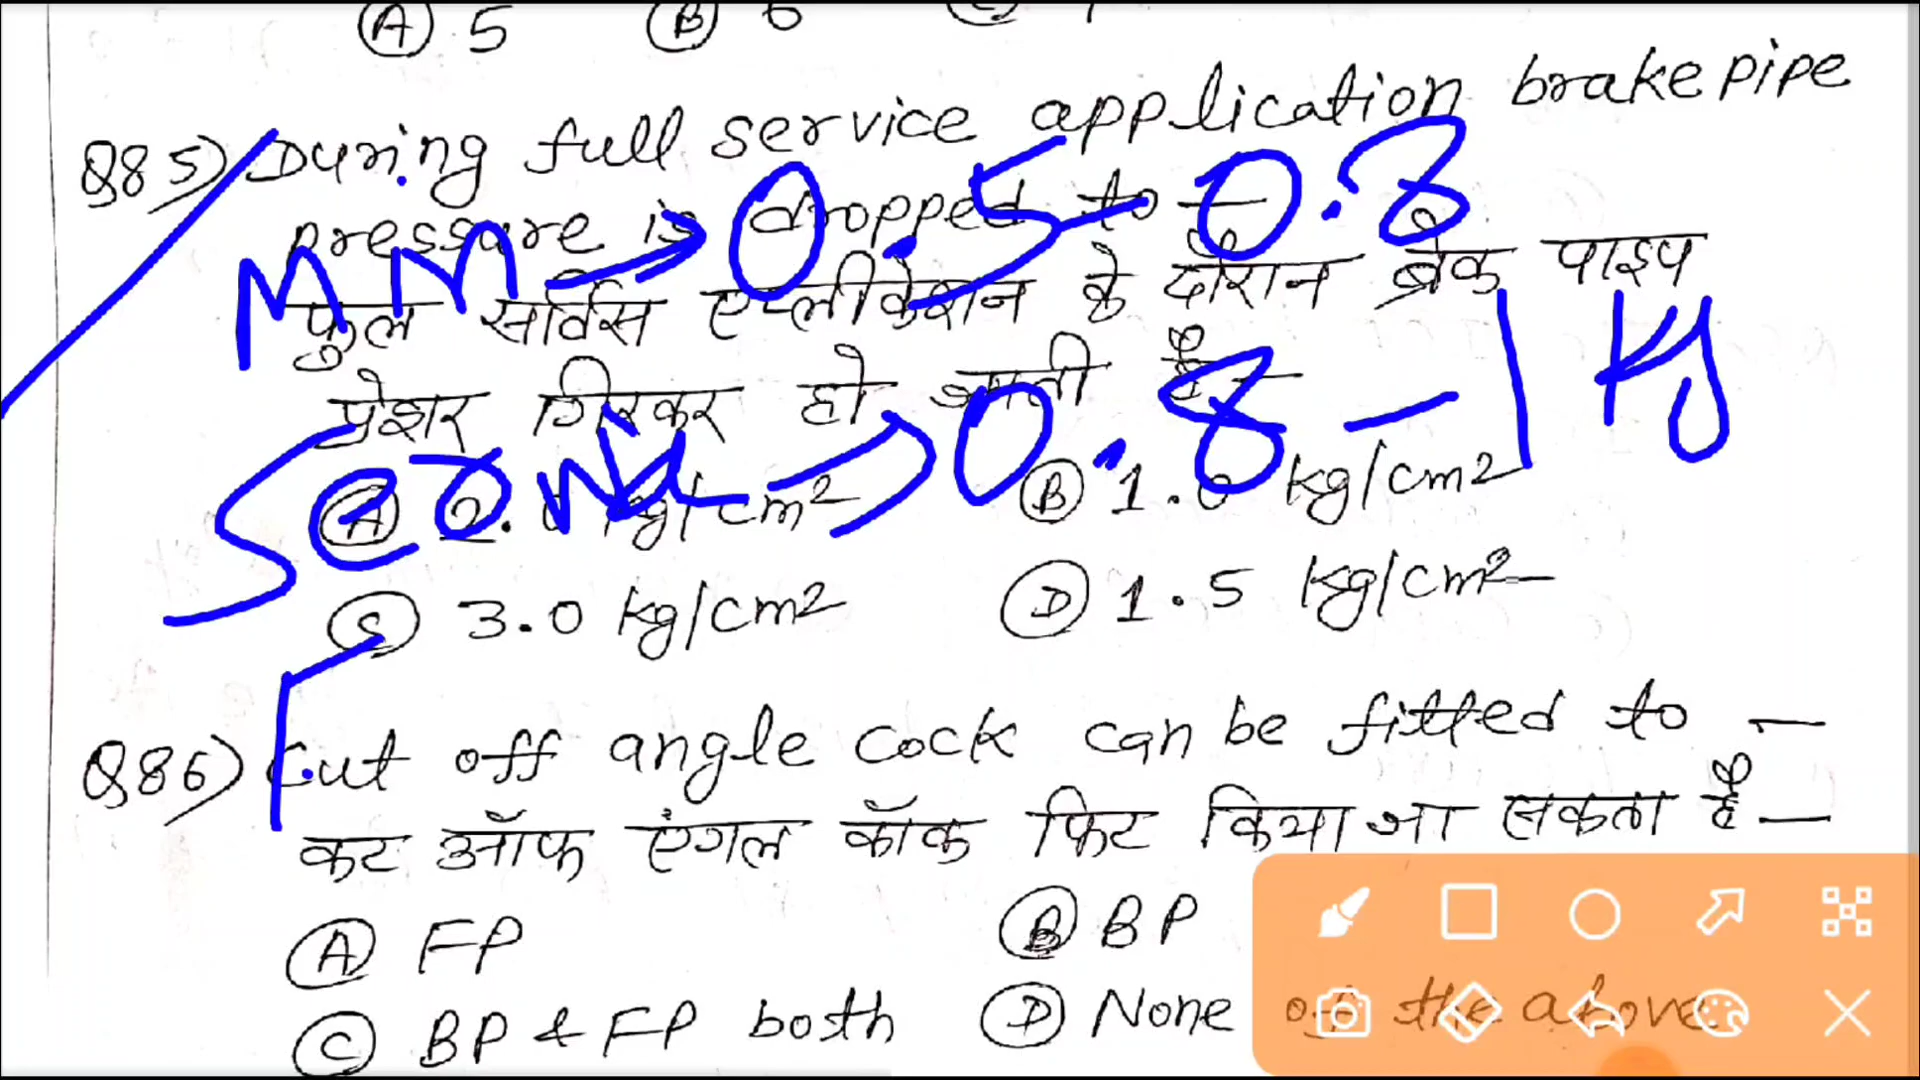 (A) 5 (B) 6
Q85) During full service application brake pipe
pressure is dropped to —
MM → 0.5 - 0.8
फुल सर्विस एप्लीकेशन के दौरान ब्रेक पाइप
प्रेशर गिरकर हो जाती है —
0.8 - 1 Kg
(A) 2.0 kg/cm² (B) 1.0 kg/cm²
(C) 3.0 kg/cm² (D) 1.5 kg/cm²
Q86) Cut off angle cock can be fitted to —
कट ऑफ एंगल कॉक फिट किया जा सकता है —
(A) FP (B) BP
(C) BP & FP both (D) None of the above